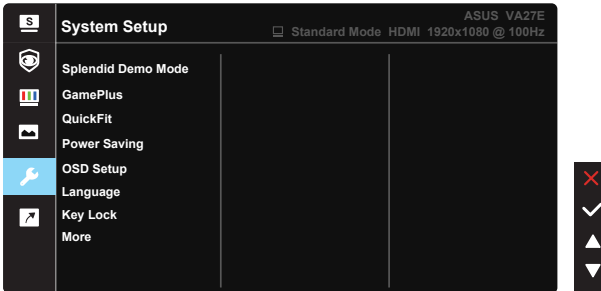 S
ASUS VA27E
System Setup
Standard Mode HDMI 1920x1080 @ 100Hz
Splendid Demo Mode
GamePlus
QuickFit
Power Saving
OSD Setup
Language
Key Lock
More